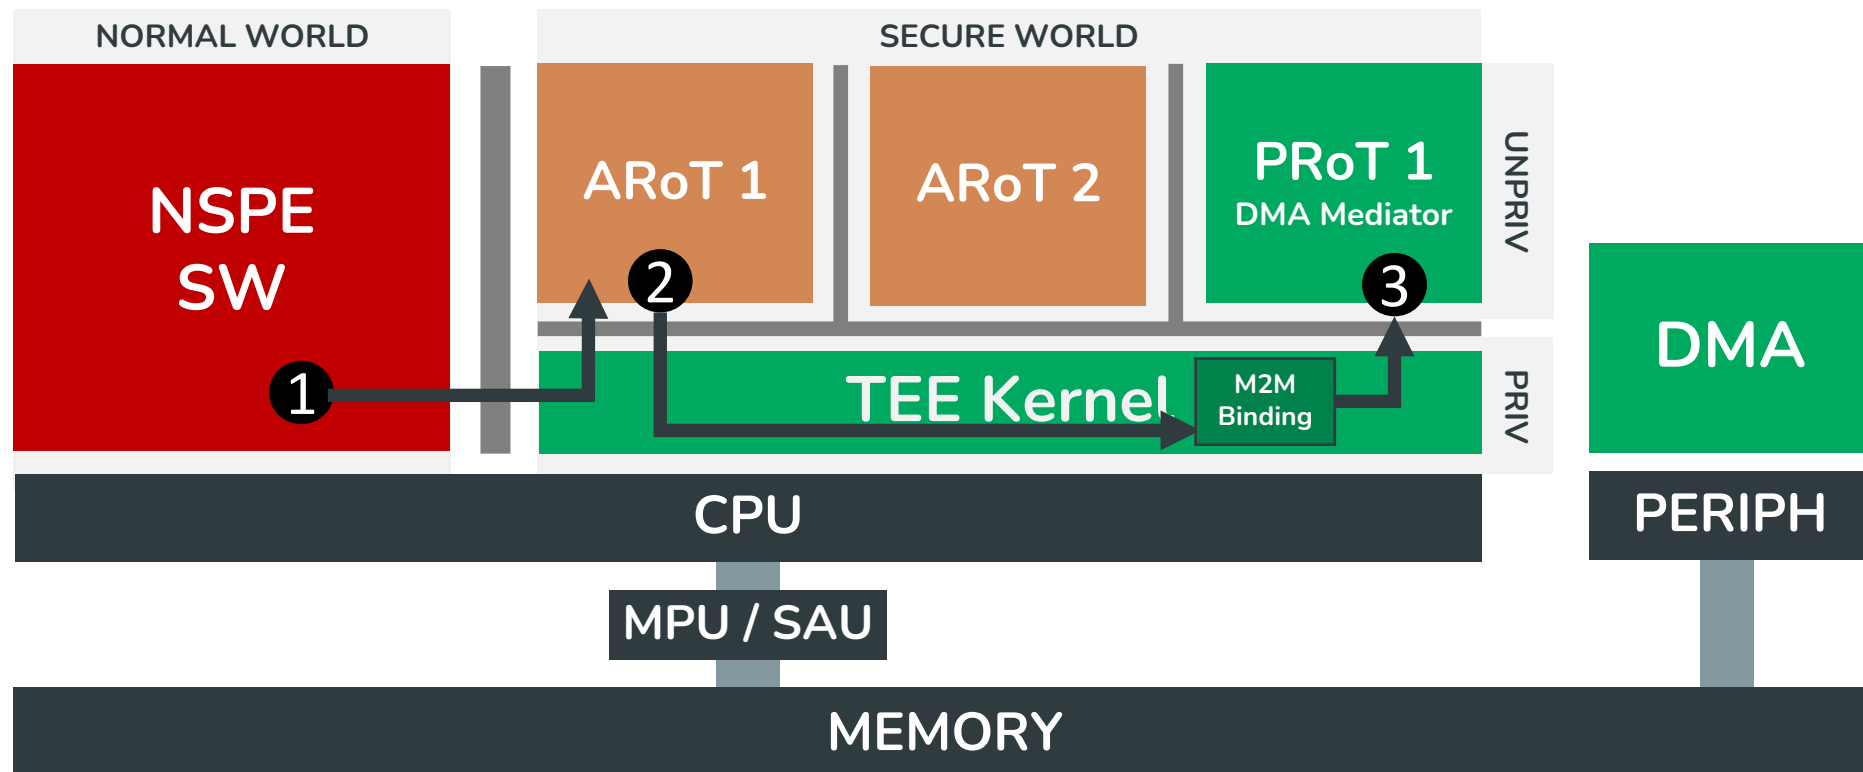 NORMAL WORLD
SECURE WORLD
NSPE
SW
1
ARoT 1
2
ARoT 2
PRoT 1
DMA Mediator
3
UNPRIV
TEE Kernel
M2M
Binding
PRIV
DMA
CPU
PERIPH
MPU / SAU
MEMORY